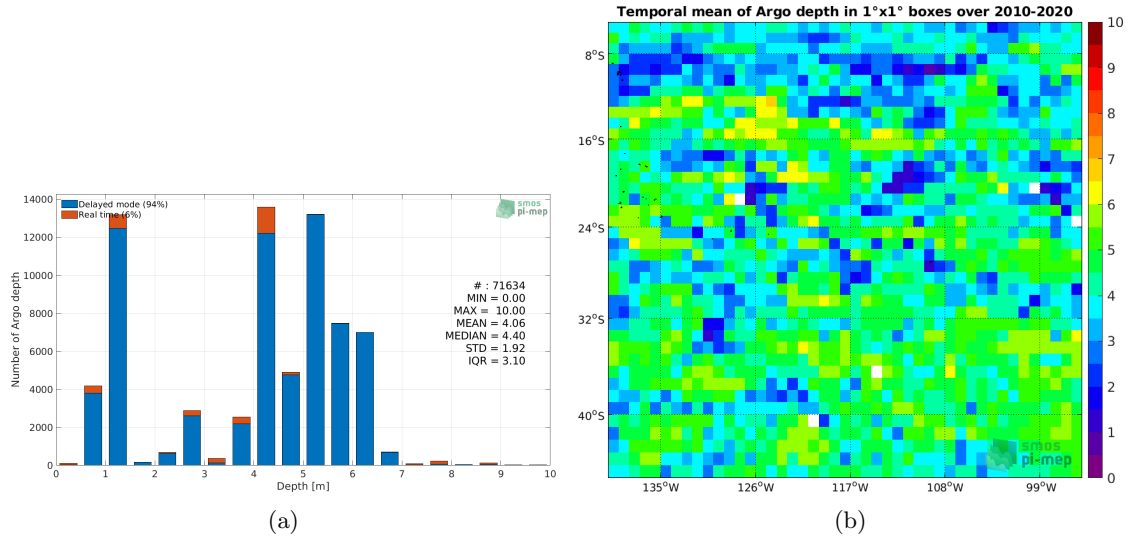 Delayed mode (94%)
Real time (6%)
smos
pi-mep
14000
12000
10000
8000
6000
4000
2000
0
Number of Argo depth
# : 71634
MIN = 0.00
MAX = 10.00
MEAN = 4.06
MEDIAN = 4.40
STD = 1.92
IQR = 3.10
0 1 2 3 4 5 6 7 8 9 10
Depth [m]
(a)
Temporal mean of Argo depth in 1°x1° boxes over 2010-2020
8°S
16°S
24°S
32°S
40°S
135°W 126°W 117°W 108°W 99°W
smos
pi-mep
10
9
8
7
6
5
4
3
2
1
0
(b)